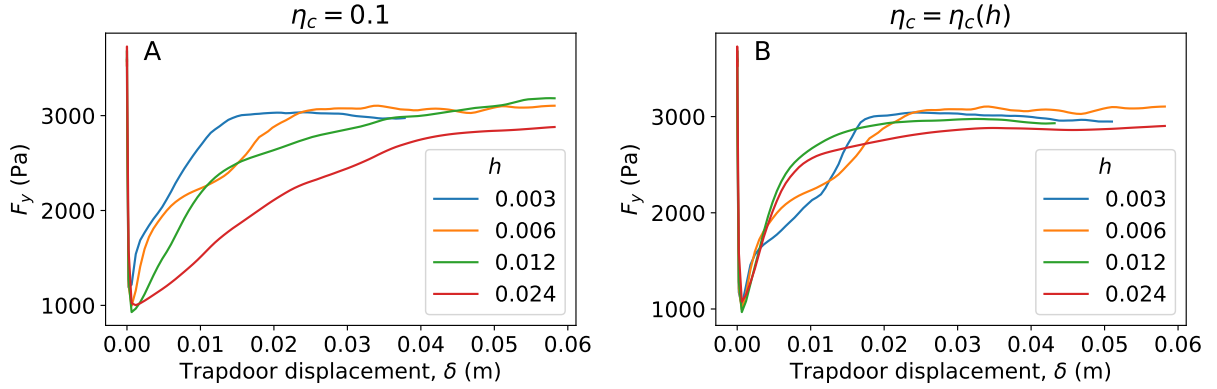 η_c = 0.1
A
F_y (Pa)
3000
2000
1000
h
0.003
0.006
0.012
0.024
0.00 0.01 0.02 0.03 0.04 0.05 0.06
Trapdoor displacement, δ (m)
η_c = η_c(h)
B
F_y (Pa)
3000
2000
1000
h
0.003
0.006
0.012
0.024
0.00 0.01 0.02 0.03 0.04 0.05 0.06
Trapdoor displacement, δ (m)